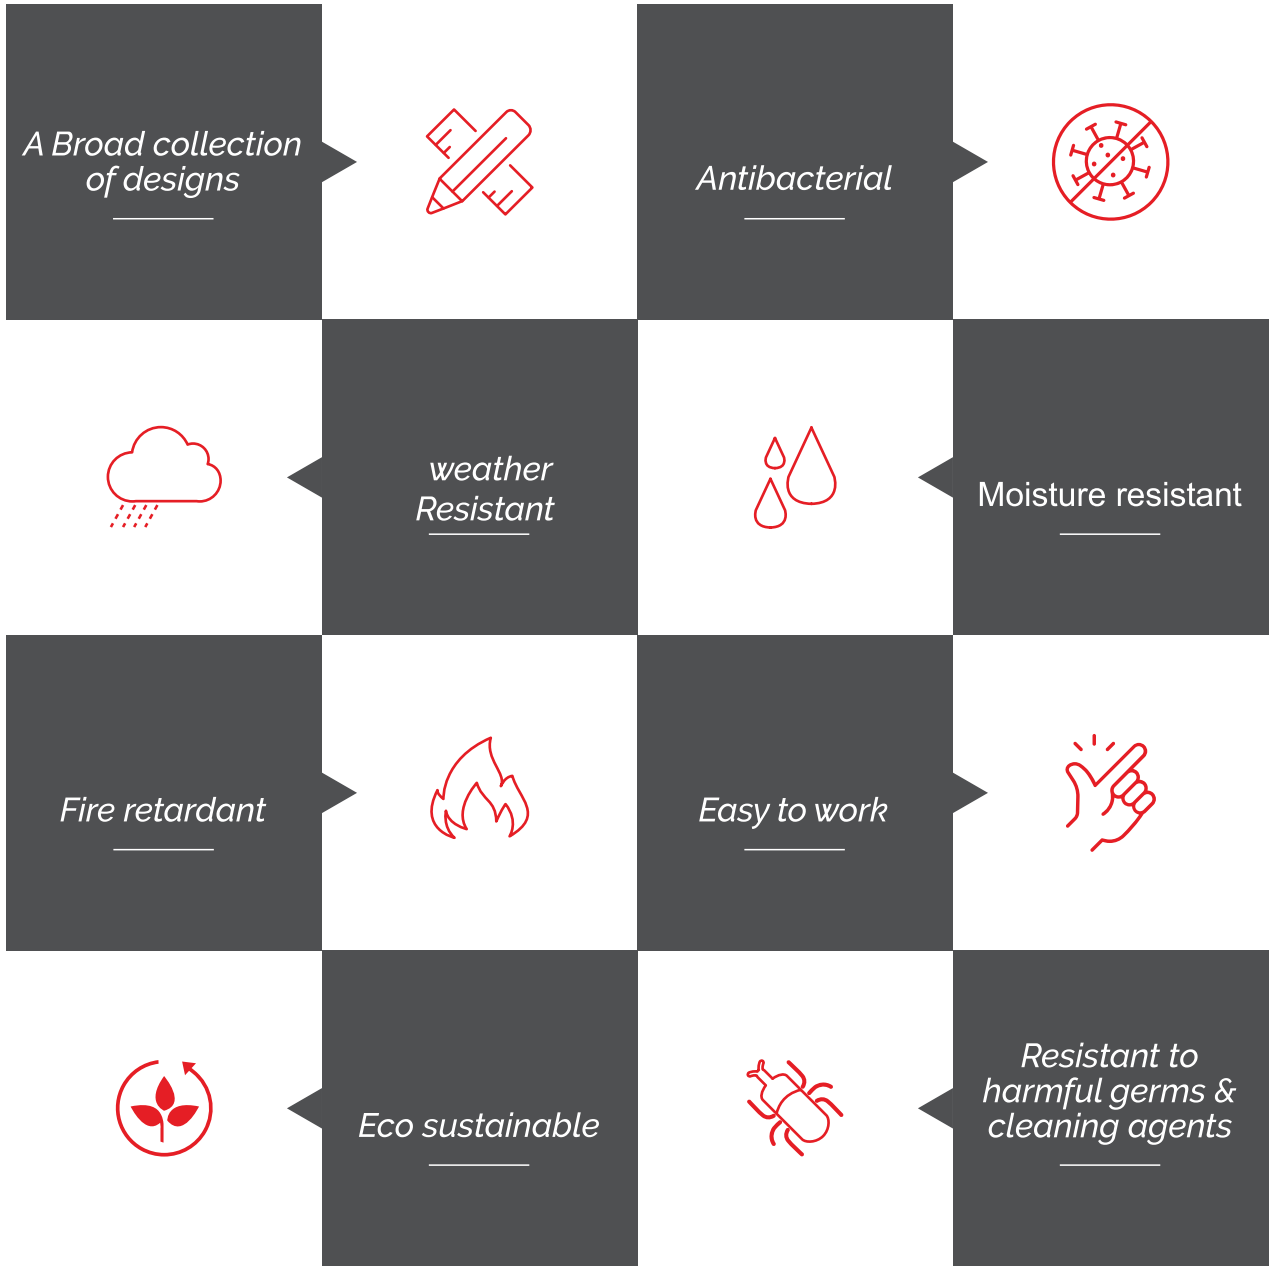 A Broad collection
of designs
Antibacterial
weather
Resistant
Moisture resistant
Fire retardant
Easy to work
Eco sustainable
Resistant to
harmful germs &
cleaning agents